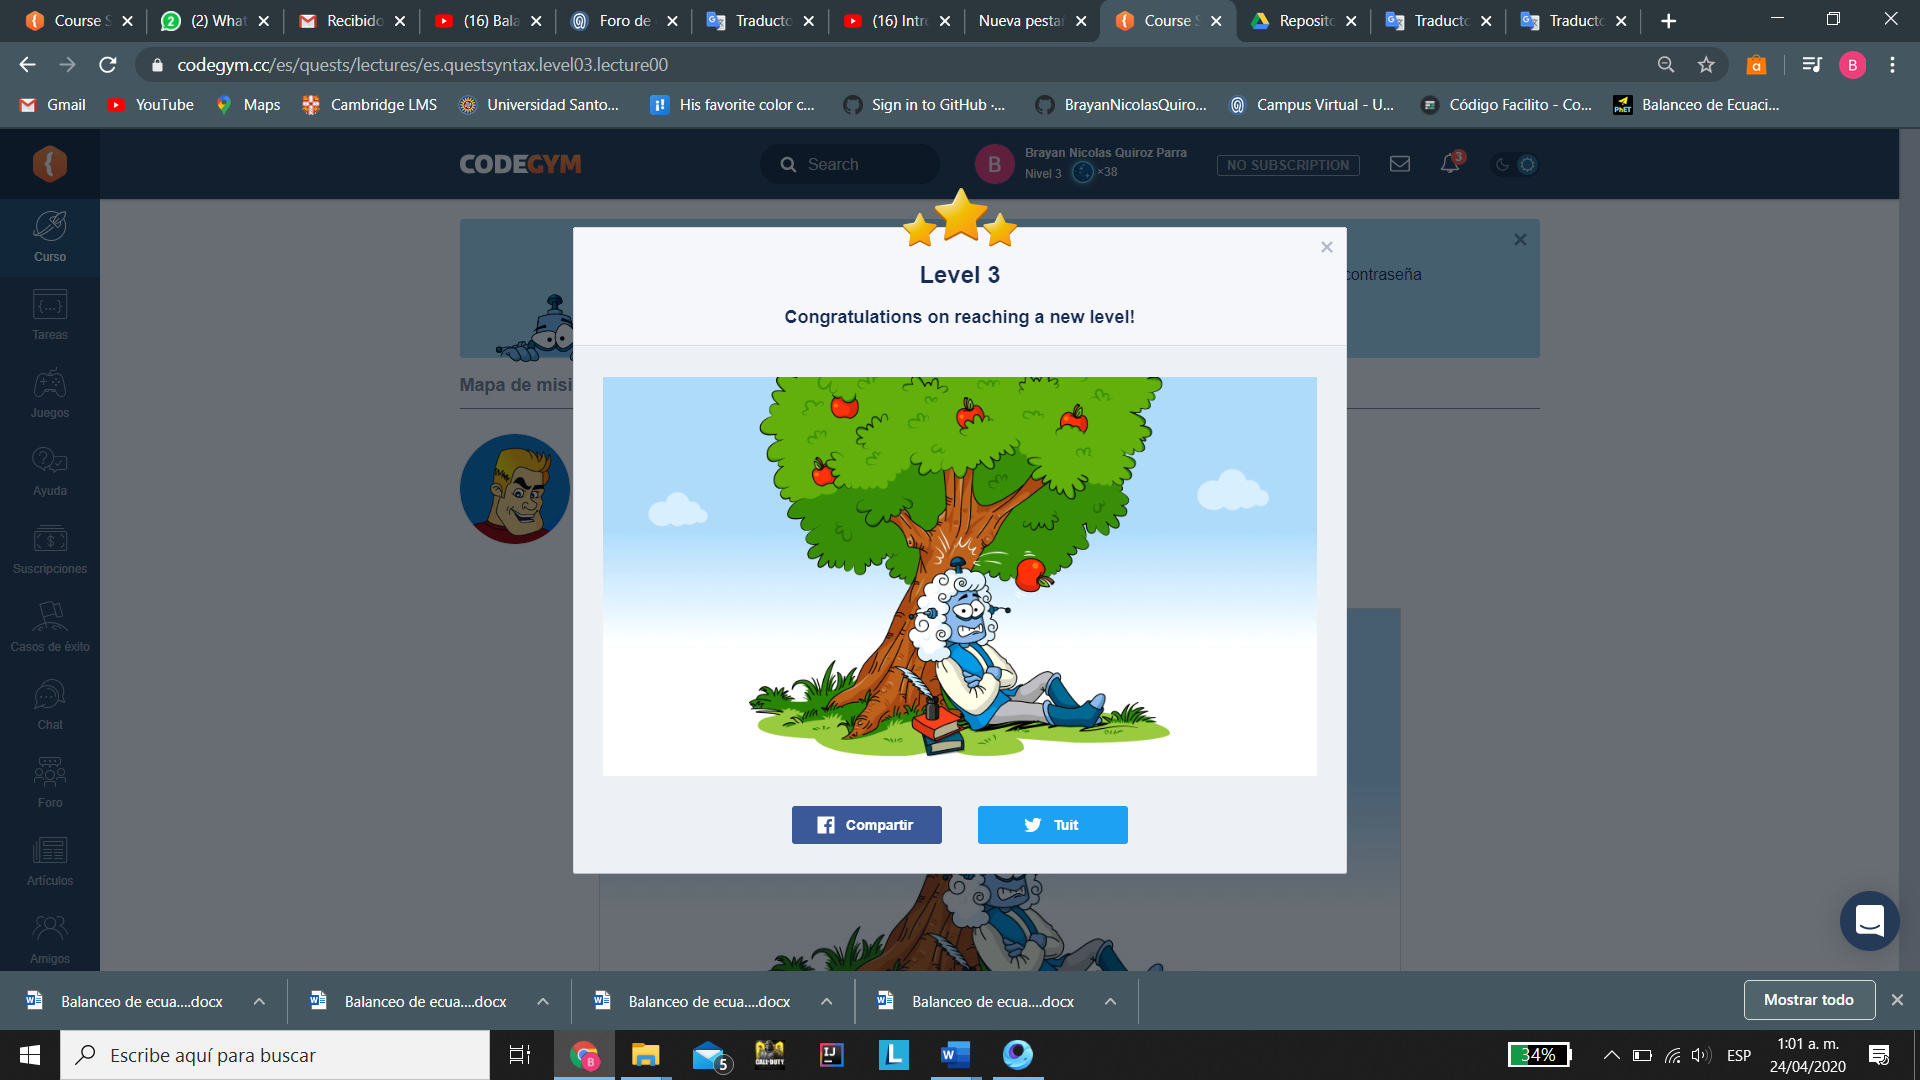 Course S
(2) What
Recibido
(16) Bala
Foro de
Traducto
(16) Intro
Nueva pesta
Course S
Reposito
Traducto
Traducto
codegym.cc/es/quests/lectures/es.questsyntax.level03.lecture00
B
Gmail
YouTube
Maps
Cambridge LMS
Universidad Santo...
His favorite color c...
Sign in to GitHub ·...
BrayanNicolasQuiro...
Campus Virtual - U...
Código Facilito - Co...
Balanceo de Ecuaci...
CODEGYM
Search
B
Brayan Nicolas Quiroz Parra
Nivel 3 ×38
NO SUBSCRIPTION
3
Curso
Tareas
Juegos
Ayuda
Suscripciones
Casos de éxito
Chat
Foro
Artículos
Amigos
contraseña
Mapa de misi
Level 3
Congratulations on reaching a new level!
Compartir
Tuit
Balanceo de ecua....docx
Balanceo de ecua....docx
Balanceo de ecua....docx
Balanceo de ecua....docx
Mostrar todo
Escribe aquí para buscar
B
5
CALL·DUTY
IJ
L
W
34%
ESP
1:01 a. m.
24/04/2020